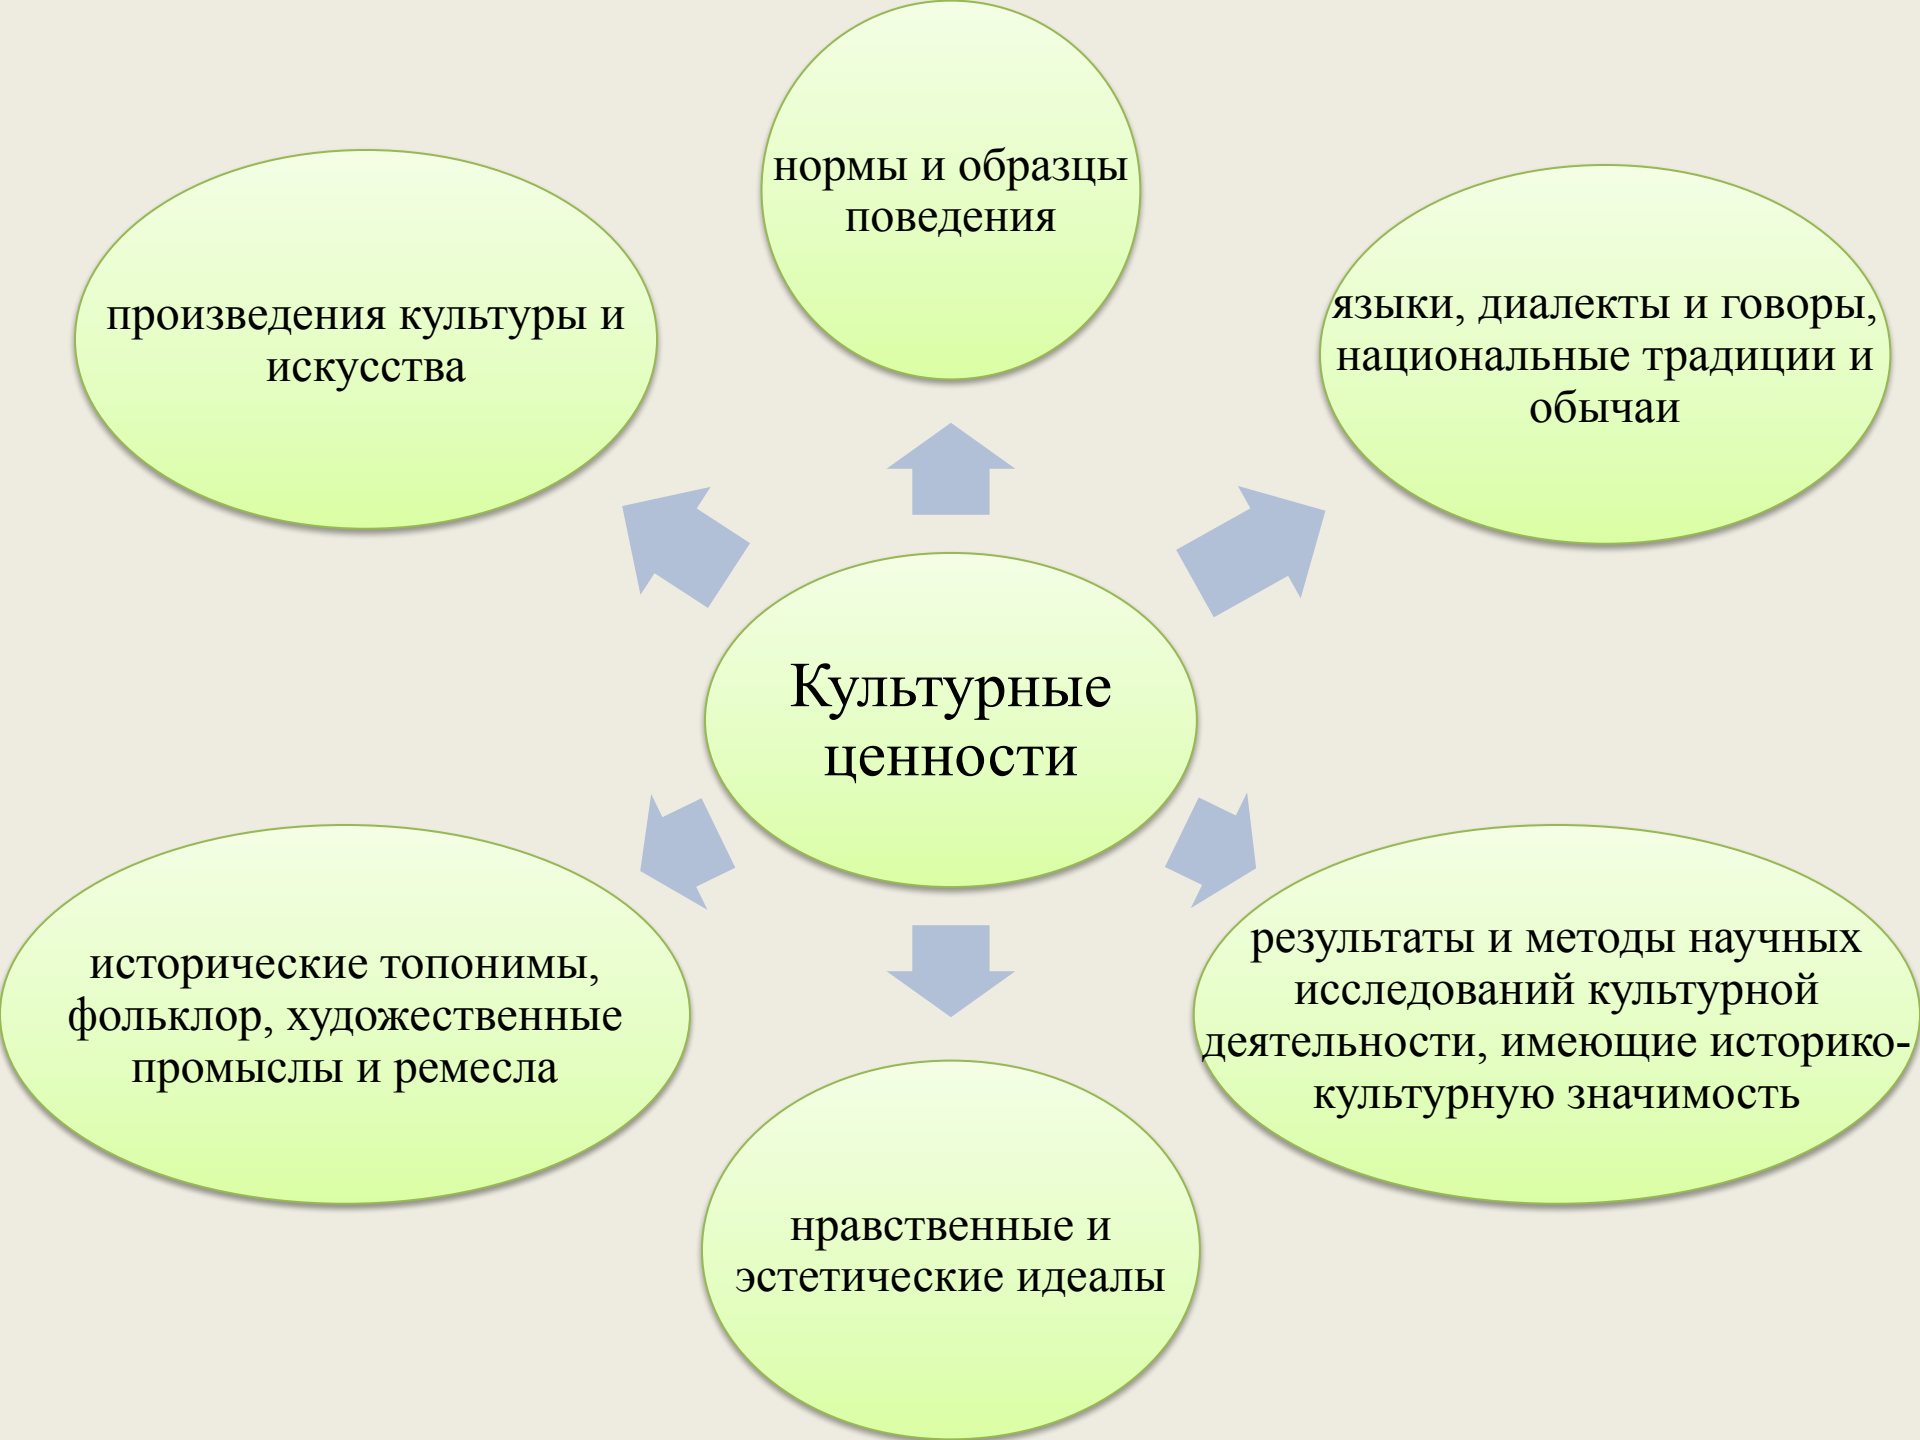 нормы и образцы
поведения
произведения культуры и
искусства
языки, диалекты и говоры,
национальные традиции и
обычаи
Культурные
ценности
исторические топонимы,
фольклор, художественные
промыслы и ремесла
результаты и методы научных
исследований культурной
деятельности, имеющие историко-
культурную значимость
нравственные и
эстетические идеалы